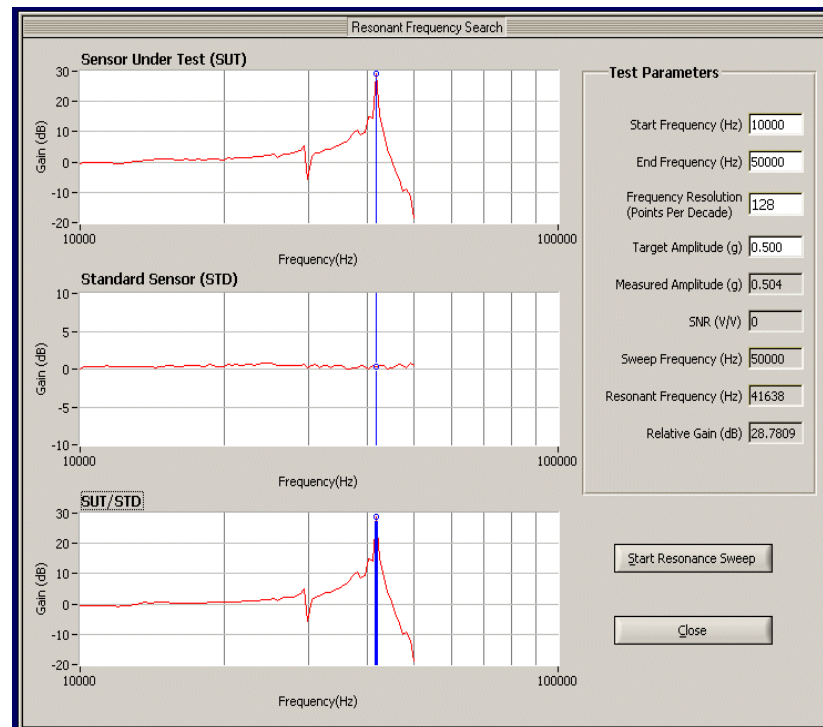 Resonant Frequency Search
Sensor Under Test (SUT)
30
20
10
0
-10
-20
Gain (dB)
10000
100000
Frequency(Hz)
Standard Sensor (STD)
10
5
0
-5
-10
Gain (dB)
10000
100000
Frequency(Hz)
SUT/STD
30
20
10
0
-10
-20
Gain (dB)
10000
100000
Frequency(Hz)
Test Parameters
Start Frequency (Hz) 10000
End Frequency (Hz) 50000
Frequency Resolution
(Points Per Decade) 128
Target Amplitude (g) 0.500
Measured Amplitude (g) 0.504
SNR (V/V) 0
Sweep Frequency (Hz) 50000
Resonant Frequency (Hz) 41638
Relative Gain (dB) 28.7809
Start Resonance Sweep
Close